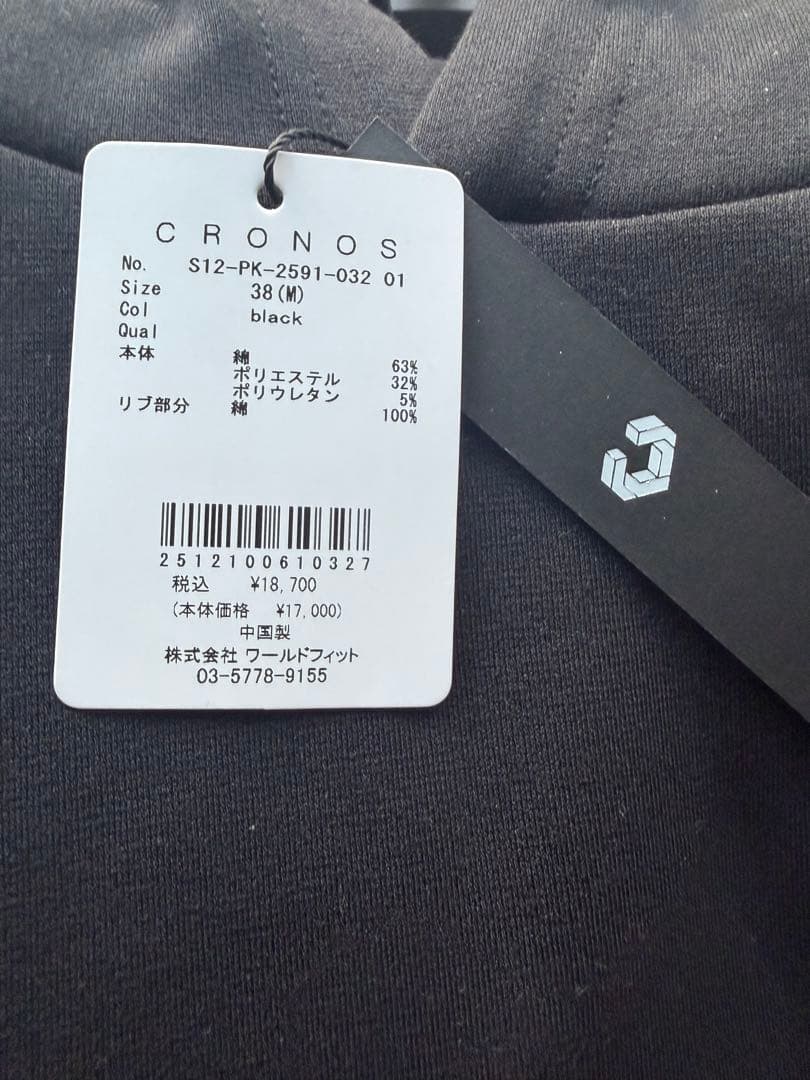 CRONOS
No. S12-PK-2591-032 01
Size 38(M)
Col black
Qual
本体 綿 63%
ポリエステル 32%
ポリウレタン 5%
リブ部分 綿 100%
2512100610327
税込 ¥18,700
(本体価格 ¥17,000)
中国製
株式会社 ワールドフィット
03-5778-9155